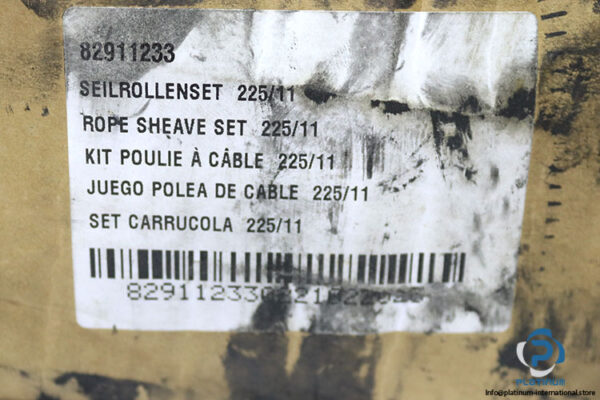 82911233
SEILROLLENSET 225/11
ROPE SHEAVE SET 225/11
KIT POULIE À CÂBLE 225/11
JUEGO POLEA DE CABLE 225/11
SET CARRUCOLA 225/11
PLATINUM
info@platinum-international.store